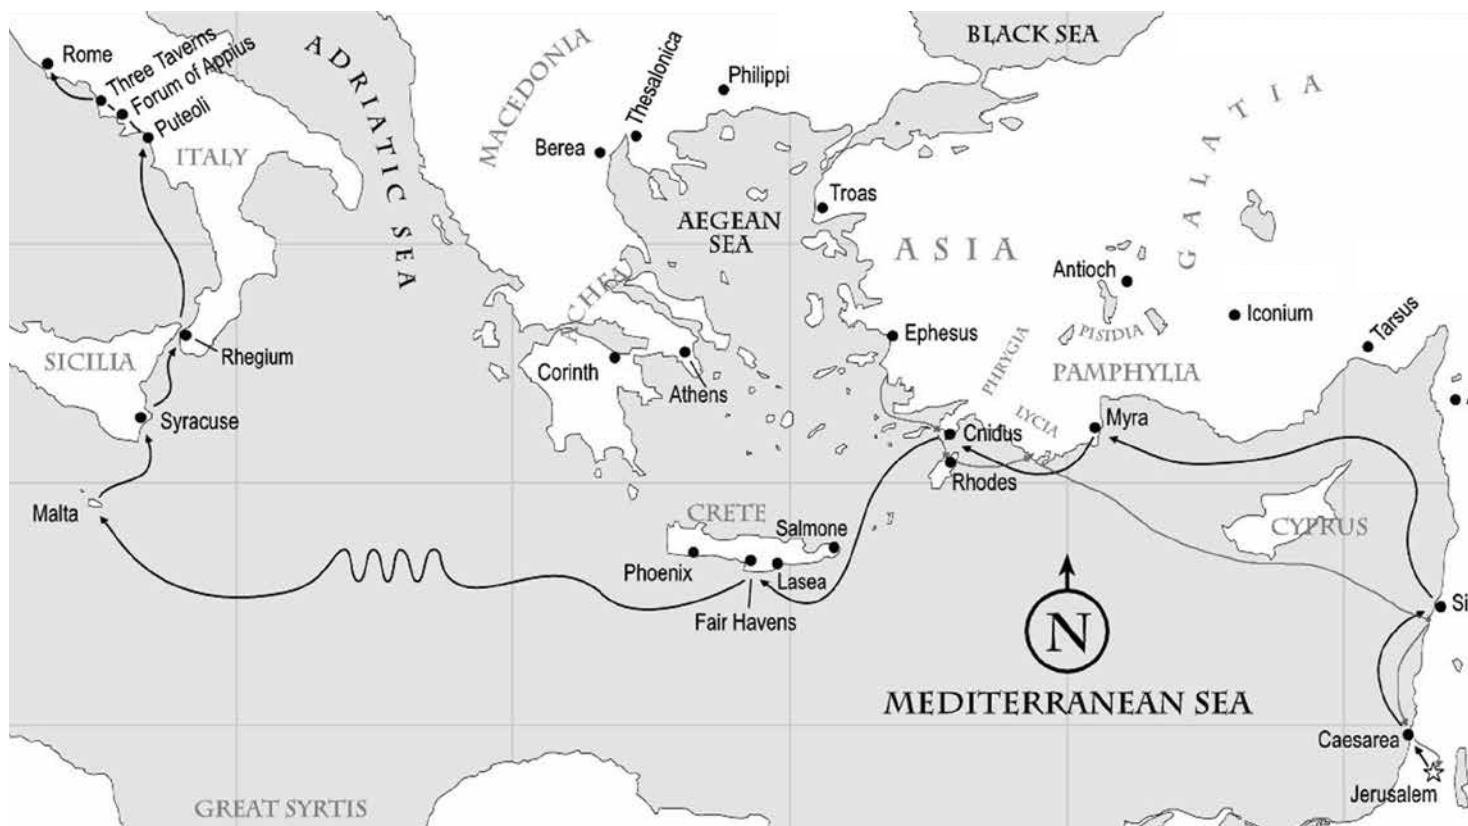 BLACK SEA
Rome
Three Taverns
Forum of Appius
Puteoli
ITALY
ADRIATIC SEA
MACEDONIA
Thesalonica
Philippi
Berea
Troas
AEGEAN
SEA
ASIA
GALATIA
Antioch
Iconium
ACHEA
Ephesus
PHRYGIA
PISIDIA
Tarsus
SICILIA
Rhegium
Corinth
Athens
PAMPHYLIA
LYCIA
Myra
Syracuse
Cnidus
Rhodes
Malta
CRETE
Salmone
CYPRUS
Phoenix
Lasea
Fair Havens
Si
N
MEDITERRANEAN SEA
Caesarea
Jerusalem
GREAT SYRTIS